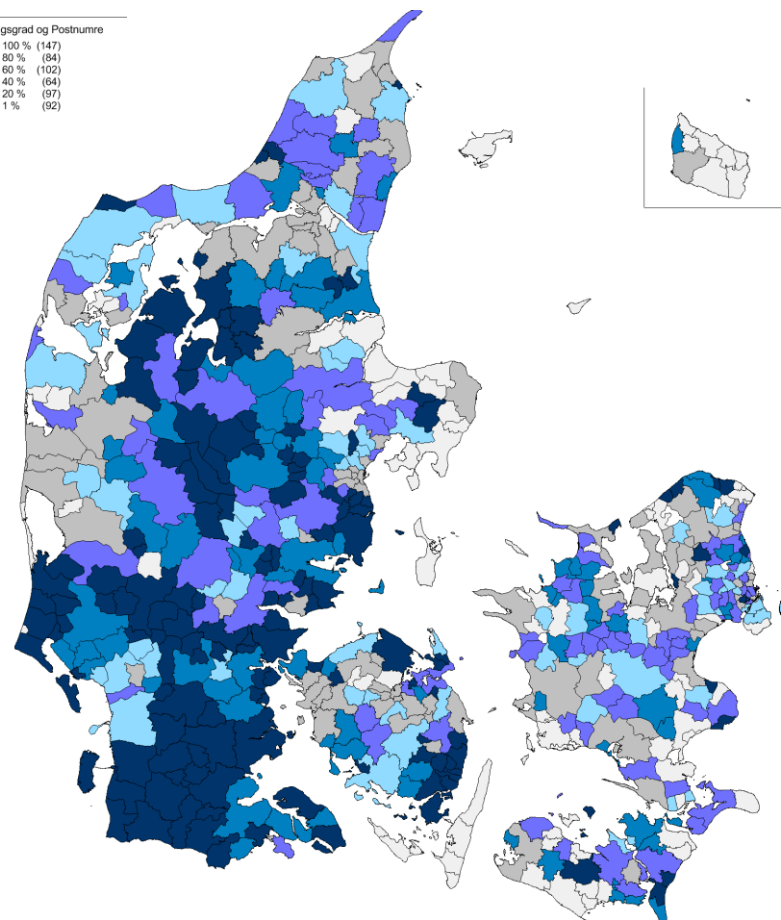 gsgrad og Postnumre
100 % (147)
80 % (84)
60 % (102)
40 % (64)
20 % (97)
1 % (92)